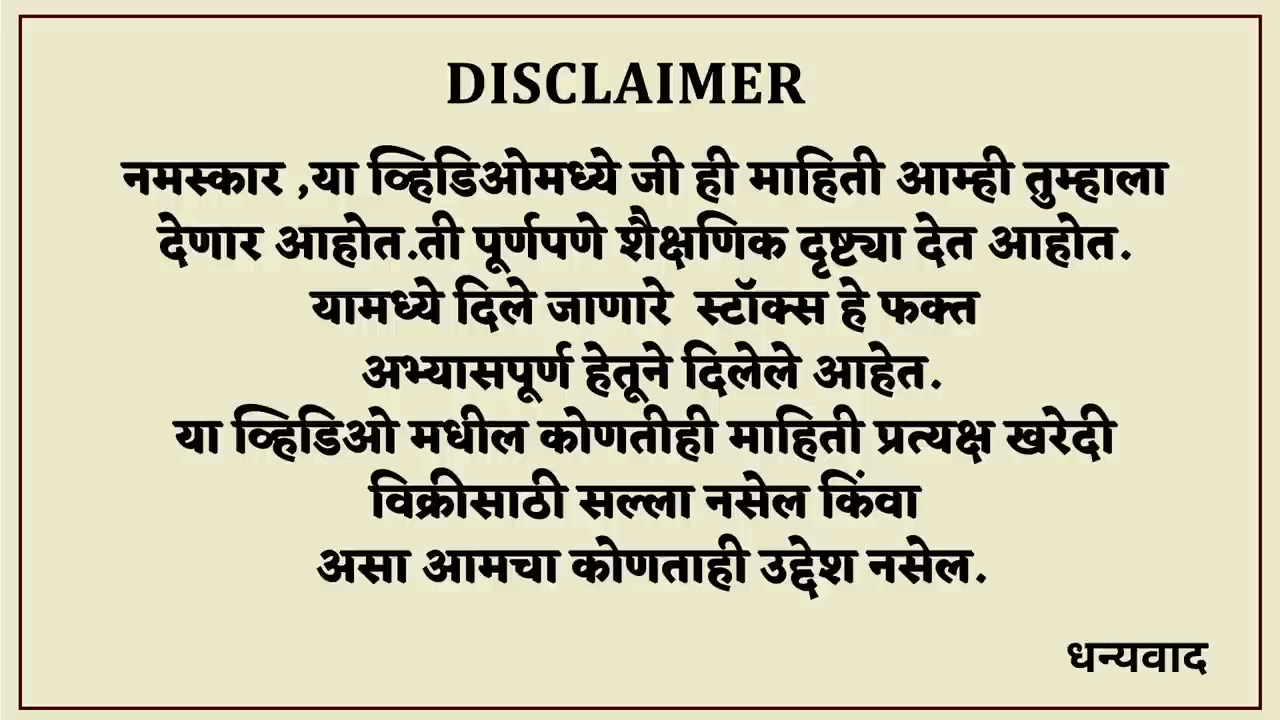 DISCLAIMER
नमस्कार ,या व्हिडिओमध्ये जी ही माहिती आम्ही तुम्हाला
देणार आहोत.ती पूर्णपणे शैक्षणिक दृष्ट्या देत आहोत.
यामध्ये दिले जाणारे स्टॉक्स हे फक्त
अभ्यासपूर्ण हेतूने दिलेले आहेत.
या व्हिडिओ मधील कोणतीही माहिती प्रत्यक्ष खरेदी
विक्रीसाठी सल्ला नसेल किंवा
असा आमचा कोणताही उद्देश नसेल.
धन्यवाद